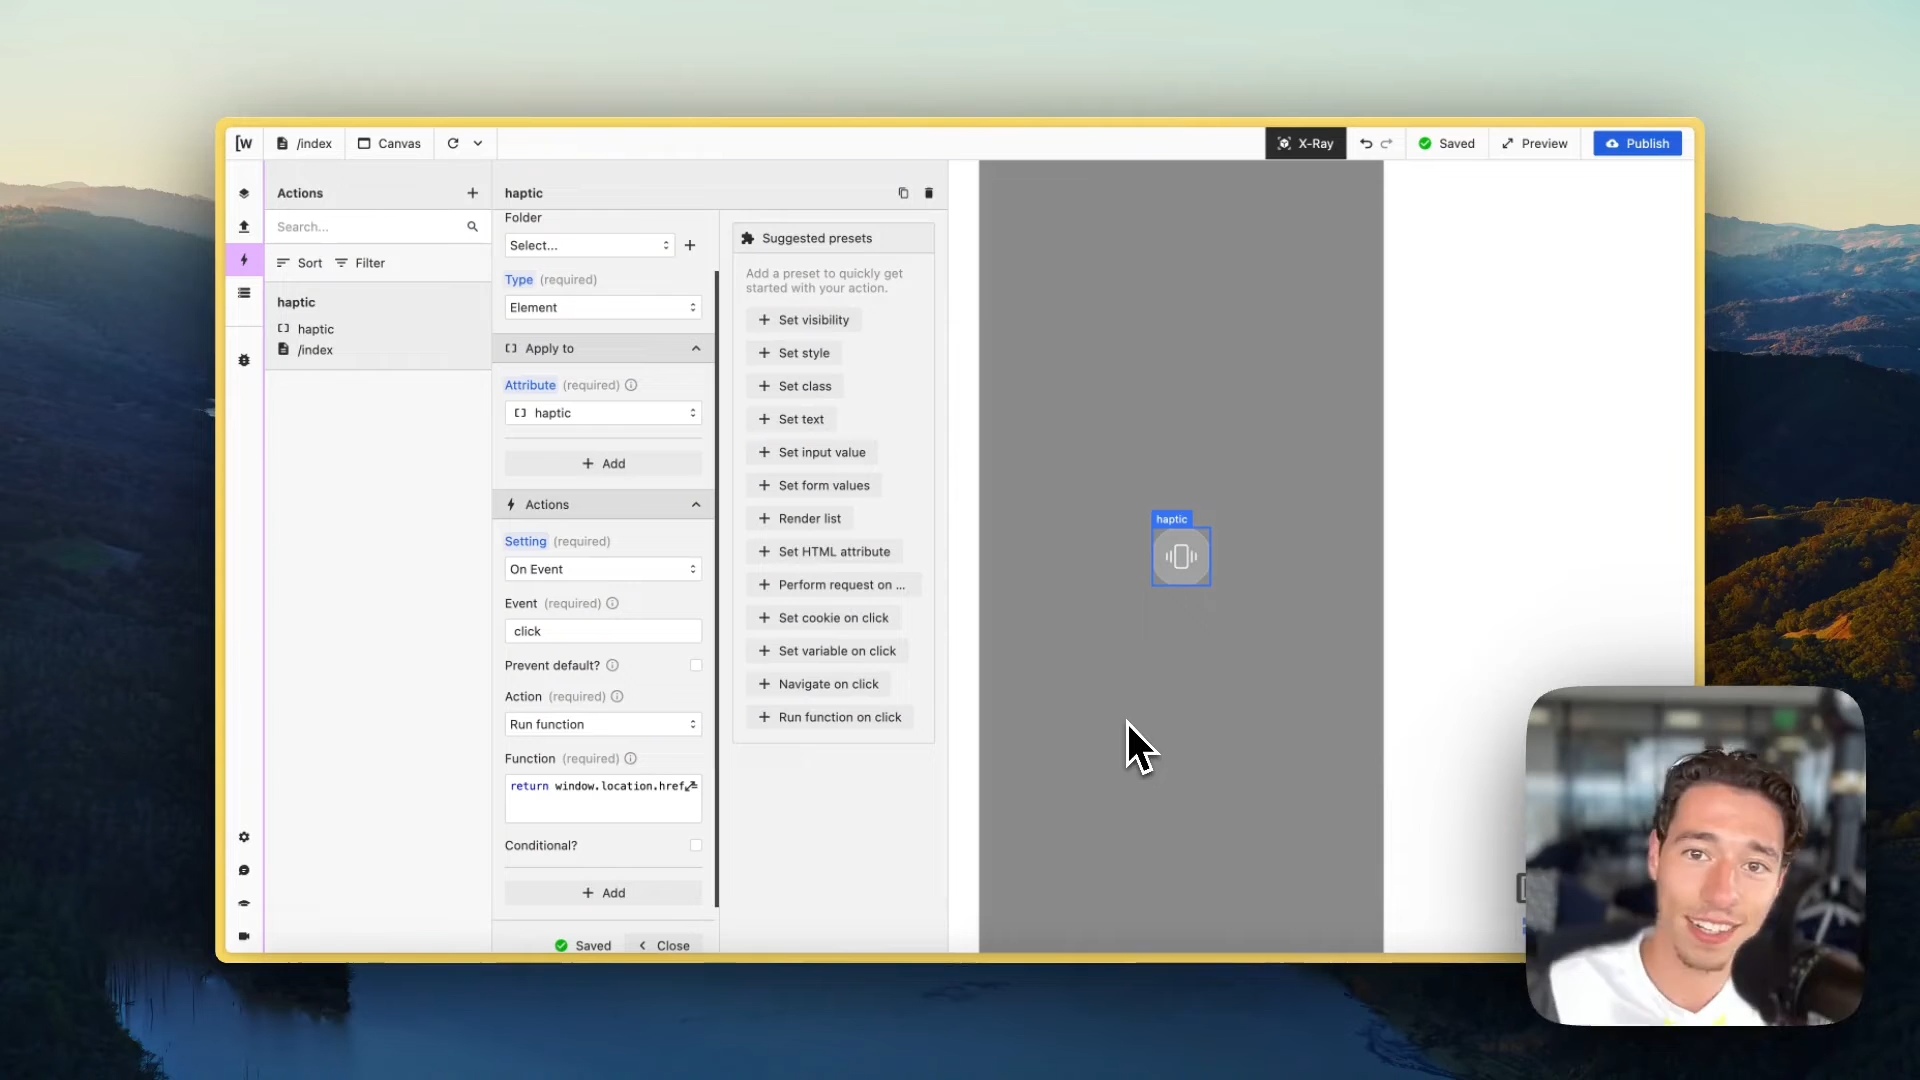 [W
/index
Canvas
X-Ray
Saved
Preview
Publish
Actions
Search...
Sort
Filter
haptic
haptic
/index
haptic
Folder
Select...
Type (required)
Element
Apply to
Attribute (required)
haptic
Add
Actions
Setting (required)
On Event
Event (required)
click
Prevent default?
Action (required)
Run function
Function (required)
return window.location.href
Conditional?
Add
Saved
Close
Suggested presets
Add a preset to quickly get
started with your action.
Set visibility
Set style
Set class
Set text
Set input value
Set form values
Render list
Set HTML attribute
Perform request on ...
Set cookie on click
Set variable on click
Navigate on click
Run function on click
haptic